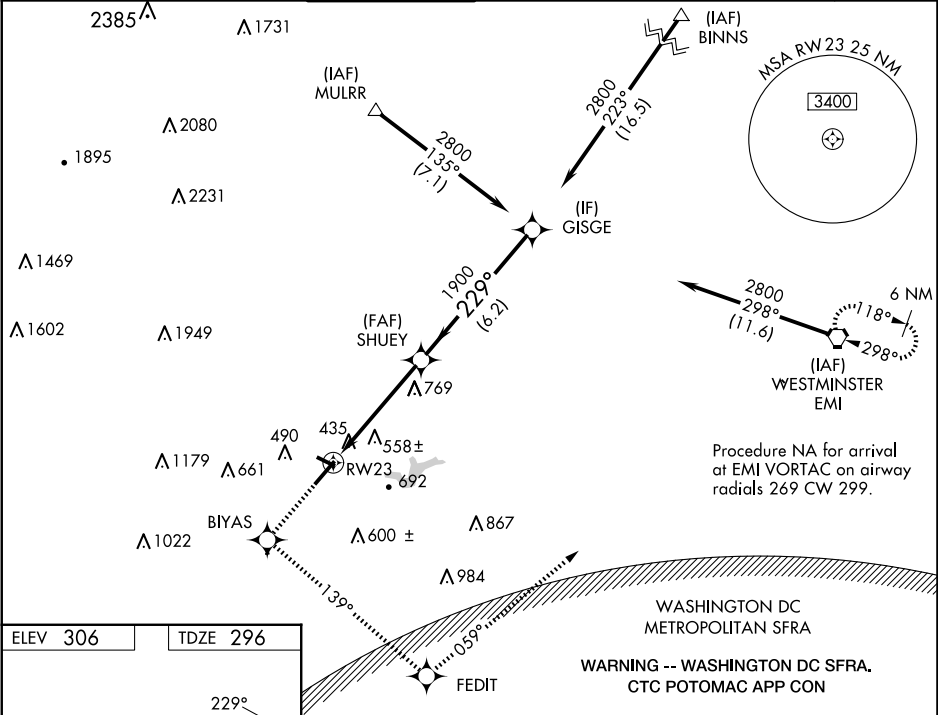 2385
1731
(IAF)
BINNS
MSA RW23 25 NM
3400
(IAF)
MULRR
2800
223°
(16.5)
2080
2800
135°
(7.1)
1895
2231
(IF)
GISGE
1469
1900
229°
(6.2)
2800
298°
(11.6)
6 NM
118°
298°
1602
1949
(FAF)
SHUEY
(IAF)
WESTMINSTER
EMI
769
435
558±
490
1179
661
RW23
692
Procedure NA for arrival
at EMI VORTAC on airway
radials 269 CW 299.
BIYAS
1022
600 ±
867
984
139°
059°
WASHINGTON DC
METROPOLITAN SFRA
ELEV 306
TDZE 296
WARNING -- WASHINGTON DC SFRA.
CTC POTOMAC APP CON
FEDIT
229°